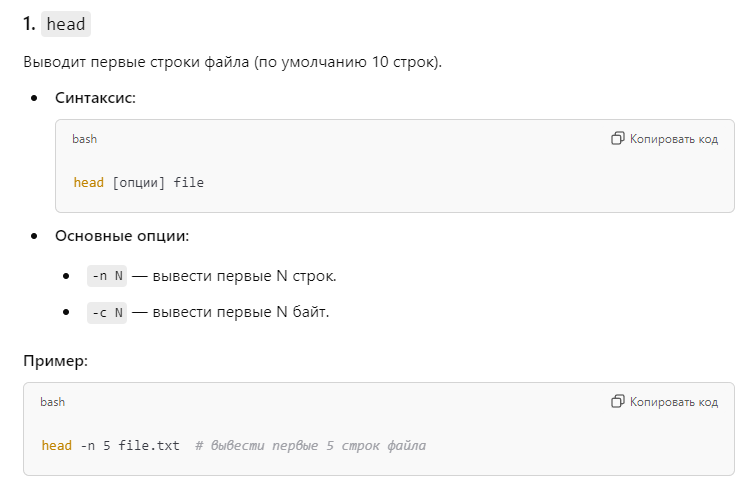 1. head
Выводит первые строки файла (по умолчанию 10 строк).
• Синтаксис:
bash Копировать код
head [опции] file
• Основные опции:
• -n N — вывести первые N строк.
• -c N — вывести первые N байт.
Пример:
bash Копировать код
head -n 5 file.txt # вывести первые 5 строк файла